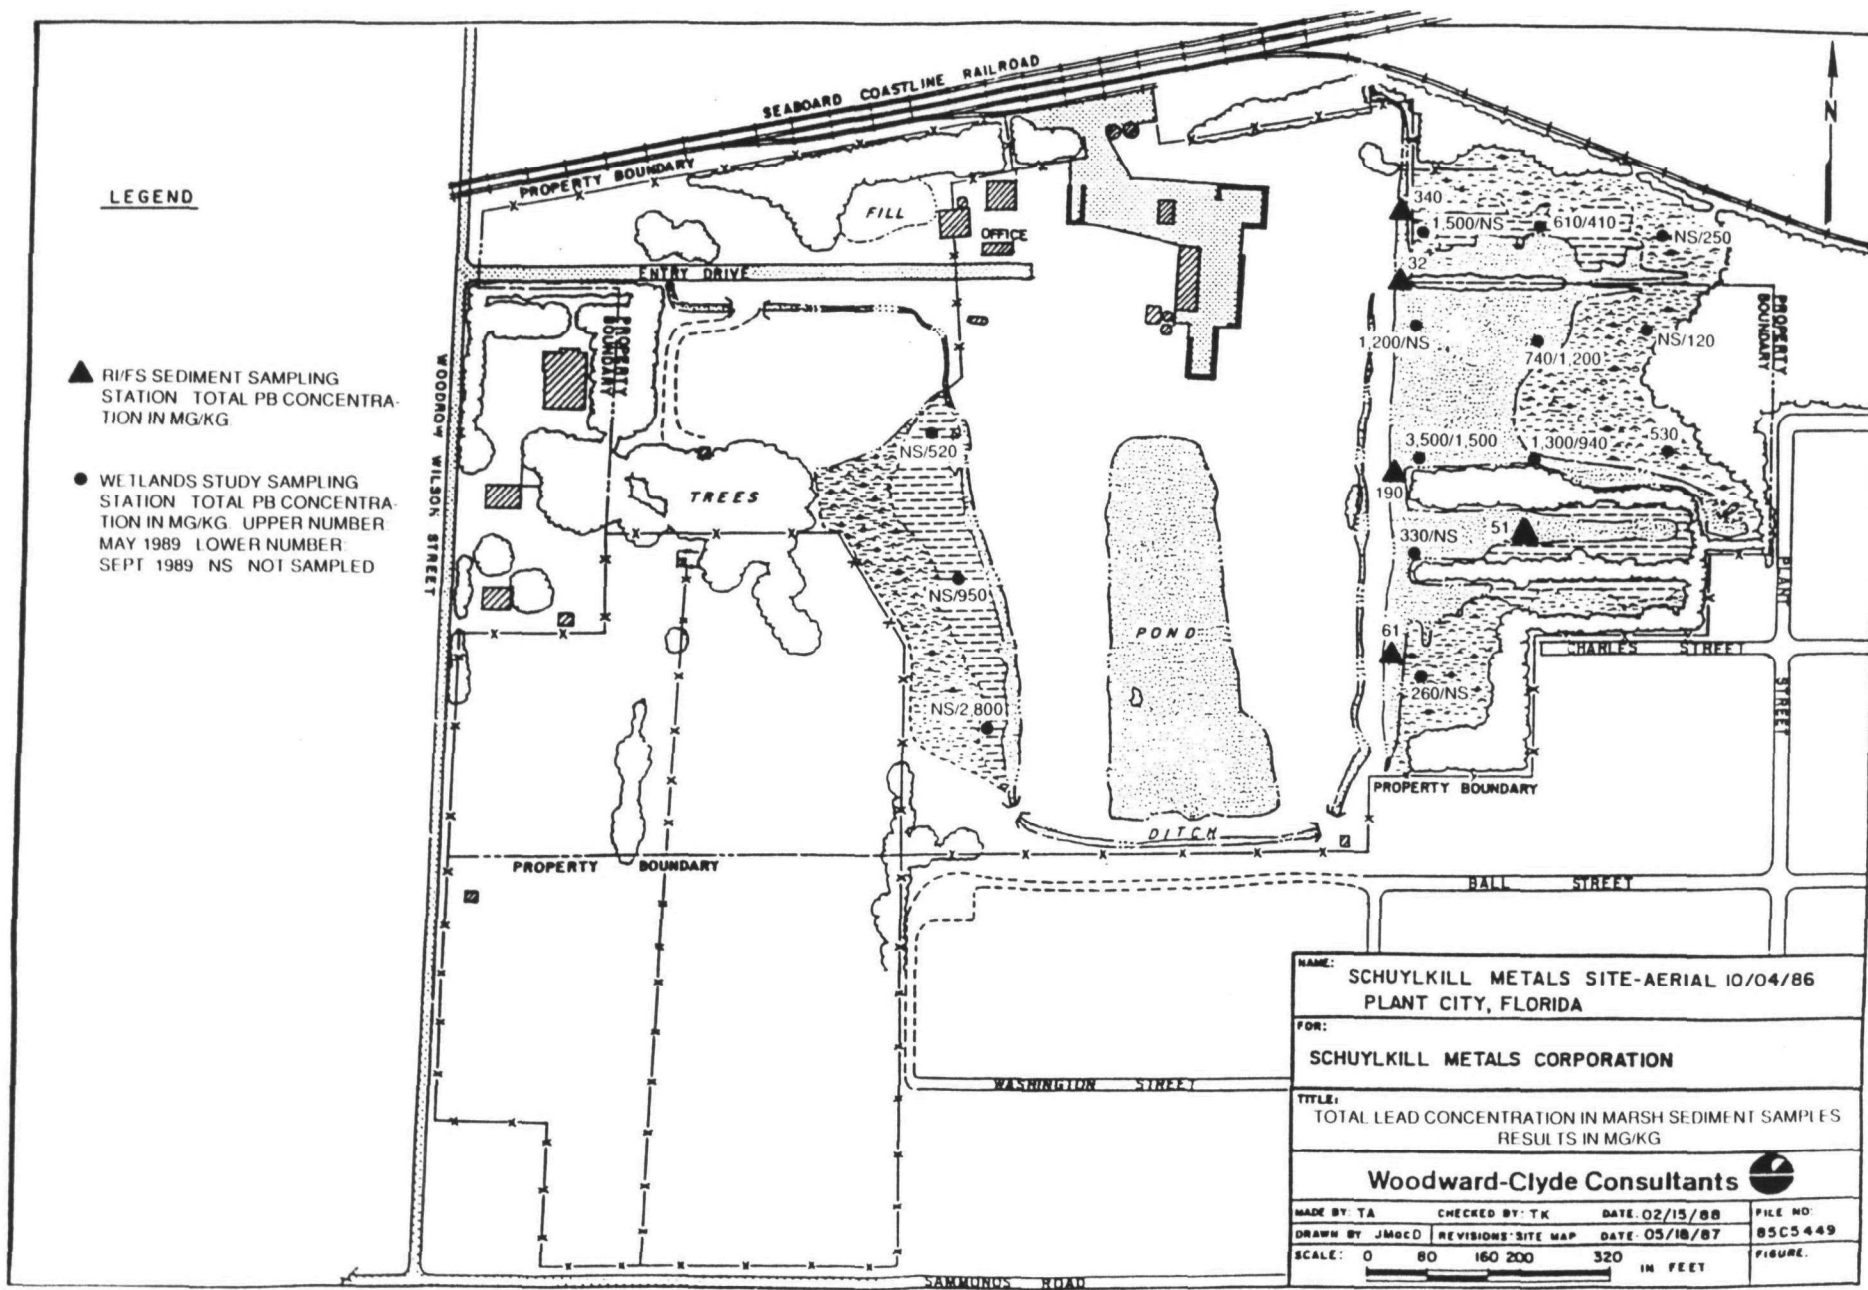 SEABOARD COASTLINE RAILROAD
N
PROPERTY BOUNDARY
LEGEND
FILL
OFFICE
ENTRY DRIVE
340
1,500/NS
610/410
NS/250
32
PROPERTY
BOUNDARY
PROPERTY
BOUNDARY
1,200/NS
740/1,200
NS/120
WOODROW WILSON STREET
RI/FS SEDIMENT SAMPLING
STATION TOTAL PB CONCENTRA-
TION IN MG/KG
WETLANDS STUDY SAMPLING
STATION TOTAL PB CONCENTRA-
TION IN MG/KG. UPPER NUMBER:
MAY 1989 LOWER NUMBER:
SEPT 1989 NS NOT SAMPLED
NS/520
TREES
3,500/1,500
1,300/940
530
190
51
330/NS
NS/950
POND
61
PLANT STREET
CHARLES STREET
260/NS
NS/2,800
PROPERTY BOUNDARY
DITCH
PROPERTY BOUNDARY
BALL STREET
WASHINGTON STREET
SAMMONDS ROAD
NAME: SCHUYLKILL METALS SITE-AERIAL 10/04/86
PLANT CITY, FLORIDA
FOR:
SCHUYLKILL METALS CORPORATION
TITLE:
TOTAL LEAD CONCENTRATION IN MARSH SEDIMENT SAMPLES
RESULTS IN MG/KG
Woodward-Clyde Consultants
MADE BY: TA CHECKED BY: TK DATE: 02/15/88 FILE NO:
DRAWN BY JMacD REVISIONS: SITE MAP DATE: 05/18/87 85C5449
SCALE: 0 80 160 200 320 IN FEET FIGURE: